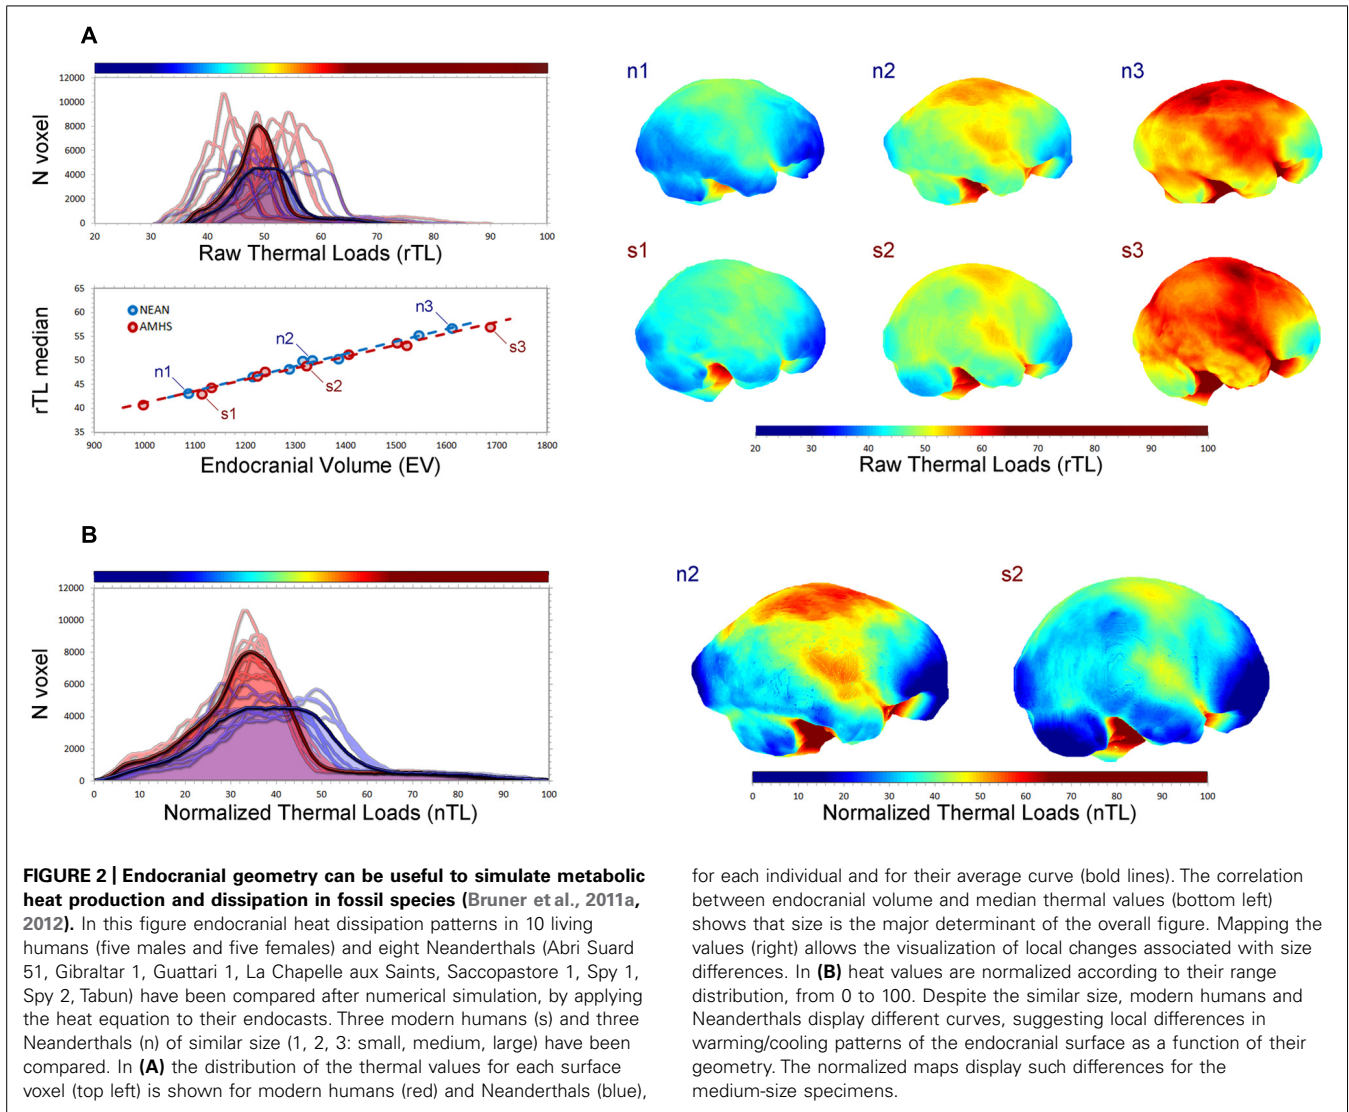 A
N voxel
12000
10000
8000
6000
4000
2000
0
20 30 40 50 60 70 80 90 100
Raw Thermal Loads (rTL)
rTL median
65
60
55
50
45
40
35
NEAN
AMHS
n1
n2
n3
s1
s2
s3
900 1000 1100 1200 1300 1400 1500 1600 1700 1800
Endocranial Volume (EV)
n1
n2
n3
s1
s2
s3
20 30 40 50 60 70 80 90 100
Raw Thermal Loads (rTL)
B
N voxel
12000
10000
8000
6000
4000
2000
0
0 10 20 30 40 50 60 70 80 90 100
Normalized Thermal Loads (nTL)
n2
s2
0 10 20 30 40 50 60 70 80 90 100
Normalized Thermal Loads (nTL)
FIGURE 2 | Endocranial geometry can be useful to simulate metabolic
heat production and dissipation in fossil species (Bruner et al., 2011a,
2012). In this figure endocranial heat dissipation patterns in 10 living
humans (five males and five females) and eight Neanderthals (Abri Suard
51, Gibraltar 1, Guattari 1, La Chapelle aux Saints, Saccopastore 1, Spy 1,
Spy 2, Tabun) have been compared after numerical simulation, by applying
the heat equation to their endocasts. Three modern humans (s) and three
Neanderthals (n) of similar size (1, 2, 3: small, medium, large) have been
compared. In (A) the distribution of the thermal values for each surface
voxel (top left) is shown for modern humans (red) and Neanderthals (blue),
for each individual and for their average curve (bold lines). The correlation
between endocranial volume and median thermal values (bottom left)
shows that size is the major determinant of the overall figure. Mapping the
values (right) allows the visualization of local changes associated with size
differences. In (B) heat values are normalized according to their range
distribution, from 0 to 100. Despite the similar size, modern humans and
Neanderthals display different curves, suggesting local differences in
warming/cooling patterns of the endocranial surface as a function of their
geometry. The normalized maps display such differences for the
medium-size specimens.